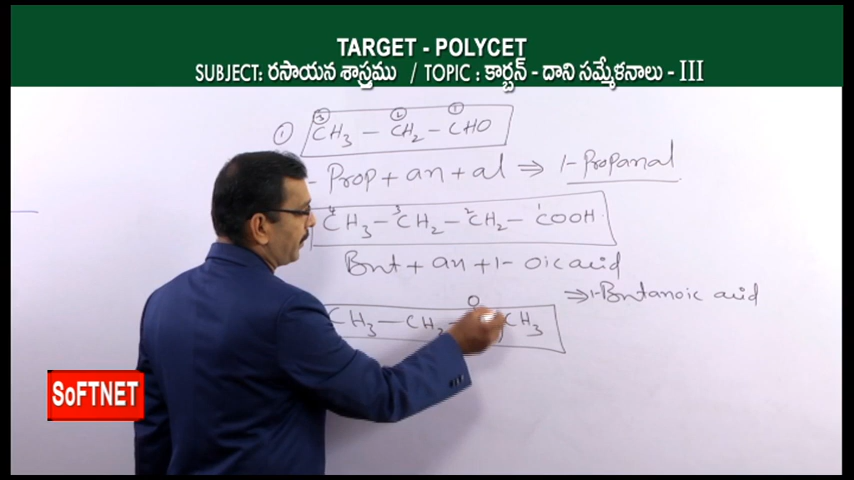 TARGET - POLYCET
SUBJECT: రసాయన శాస్త్రము / TOPIC : కార్బన్ - దాని సమ్మేళనాలు - III
① ③ ② ①
CH3 — CH2 — CHO
Prop + an + al ⇒ 1-Propanal
4 3 2 1
CH3 - CH2 - CH2 - COOH
But + an + 1- oic acid
⇒ 1-Butanoic acid
O
CH3 — CH2 CH3
SoFTNET